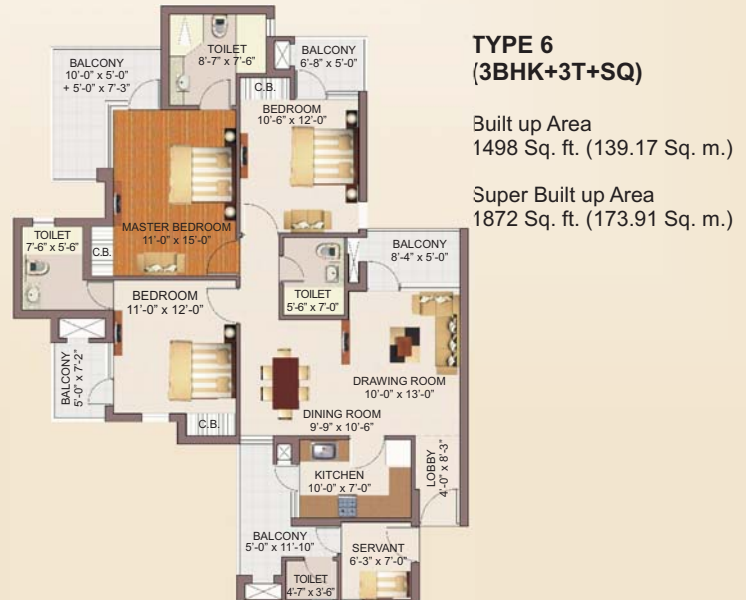 TYPE 6
(3BHK+3T+SQ)
Built up Area
1498 Sq. ft. (139.17 Sq. m.)
Super Built up Area
1872 Sq. ft. (173.91 Sq. m.)
TOILET
8'-7" x 7'-6"
BALCONY
10'-0" x 5'-0"
+ 5'-0" x 7'-3"
BALCONY
6'-8" x 5'-0"
C.B.
BEDROOM
10'-6" x 12'-0"
MASTER BEDROOM
11'-0" x 15'-0"
TOILET
7'-6" x 5'-6"
C.B.
BALCONY
8'-4" x 5'-0"
BEDROOM
11'-0" x 12'-0"
TOILET
5'-6" x 7'-0"
BALCONY
5'-0" x 7'-2"
DRAWING ROOM
10'-0" x 13'-0"
DINING ROOM
9'-9" x 10'-6"
C.B.
KITCHEN
10'-0" x 7'-0"
LOBBY
4'-0" x 8'-3"
BALCONY
5'-0" x 11'-10"
SERVANT
6'-3" x 7'-0"
TOILET
4'-7" x 3'-6"